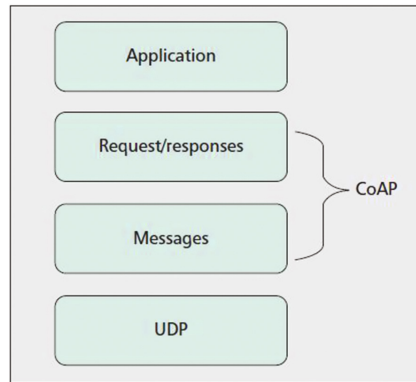 Application
Request/responses
CoAP
Messages
UDP